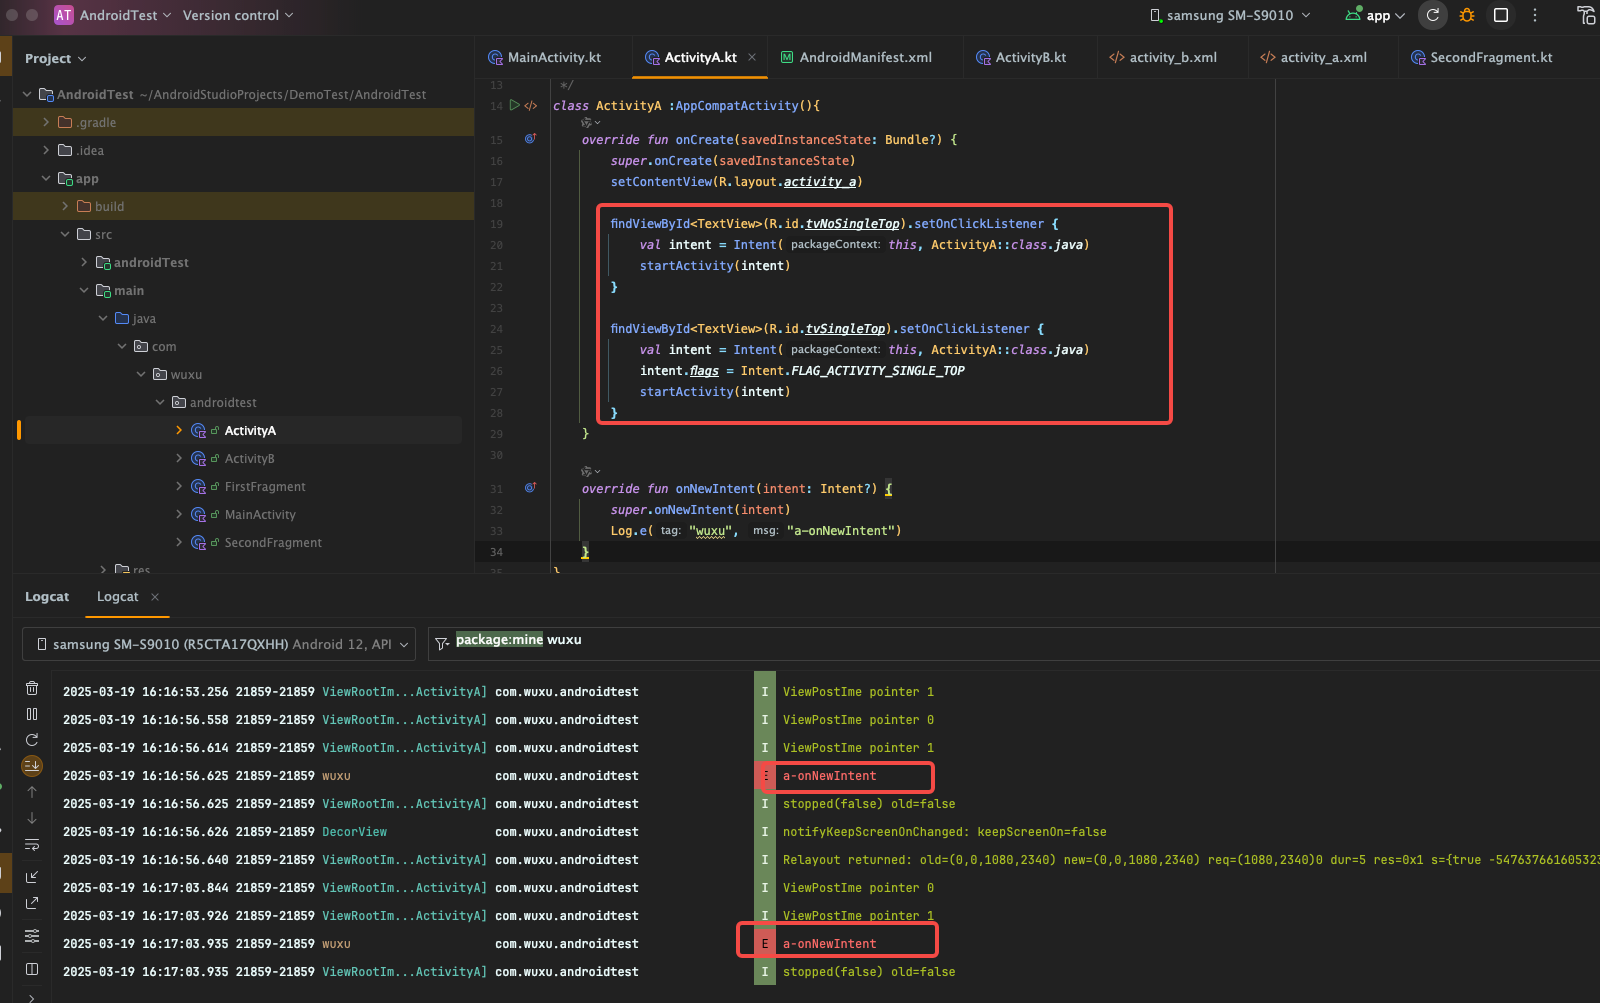 AT AndroidTest Version control samsung SM-S9010 app
Project MainActivity.kt ActivityA.kt AndroidManifest.xml ActivityB.kt activity_b.xml activity_a.xml SecondFragment.kt
AndroidTest ~/AndroidStudioProjects/DemoTest/AndroidTest
.gradle
.idea
app
build
src
androidTest
main
java
com
wuxu
androidtest
ActivityA
ActivityB
FirstFragment
MainActivity
SecondFragment
res
13 */
14 class ActivityA :AppCompatActivity(){
15 override fun onCreate(savedInstanceState: Bundle?) {
16 super.onCreate(savedInstanceState)
17 setContentView(R.layout.activity_a)
18
19 findViewById<TextView>(R.id.tvNoSingleTop).setOnClickListener {
20 val intent = Intent( packageContext: this, ActivityA::class.java)
21 startActivity(intent)
22 }
23
24 findViewById<TextView>(R.id.tvSingleTop).setOnClickListener {
25 val intent = Intent( packageContext: this, ActivityA::class.java)
26 intent.flags = Intent.FLAG_ACTIVITY_SINGLE_TOP
27 startActivity(intent)
28 }
29 }
30
31 override fun onNewIntent(intent: Intent?) {
32 super.onNewIntent(intent)
33 Log.e( tag: "wuxu", msg: "a-onNewIntent")
34 }
35 }
Logcat Logcat
samsung SM-S9010 (R5CTA17QXHH) Android 12, API package:mine wuxu
2025-03-19 16:16:53.256 21859-21859 ViewRootIm...ActivityA] com.wuxu.androidtest I ViewPostIme pointer 1
2025-03-19 16:16:56.558 21859-21859 ViewRootIm...ActivityA] com.wuxu.androidtest I ViewPostIme pointer 0
2025-03-19 16:16:56.614 21859-21859 ViewRootIm...ActivityA] com.wuxu.androidtest I ViewPostIme pointer 1
2025-03-19 16:16:56.625 21859-21859 wuxu com.wuxu.androidtest E a-onNewIntent
2025-03-19 16:16:56.625 21859-21859 ViewRootIm...ActivityA] com.wuxu.androidtest I stopped(false) old=false
2025-03-19 16:16:56.626 21859-21859 DecorView com.wuxu.androidtest I notifyKeepScreenOnChanged: keepScreenOn=false
2025-03-19 16:16:56.640 21859-21859 ViewRootIm...ActivityA] com.wuxu.androidtest I Relayout returned: old=(0,0,1080,2340) new=(0,0,1080,2340) req=(1080,2340)0 dur=5 res=0x1 s={true -547637661605323
2025-03-19 16:17:03.844 21859-21859 ViewRootIm...ActivityA] com.wuxu.androidtest I ViewPostIme pointer 0
2025-03-19 16:17:03.926 21859-21859 ViewRootIm...ActivityA] com.wuxu.androidtest I ViewPostIme pointer 1
2025-03-19 16:17:03.935 21859-21859 wuxu com.wuxu.androidtest E a-onNewIntent
2025-03-19 16:17:03.935 21859-21859 ViewRootIm...ActivityA] com.wuxu.androidtest I stopped(false) old=false